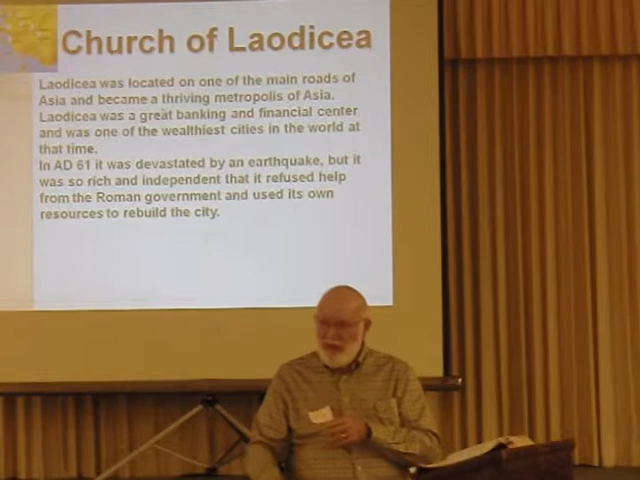 Church of Laodicea
Laodicea was located on one of the main roads of
Asia and became a thriving metropolis of Asia.
Laodicea was a great banking and financial center
and was one of the wealthiest cities in the world at
that time.
In AD 61 it was devastated by an earthquake, but it
was so rich and independent that it refused help
from the Roman government and used its own
resources to rebuild the city.